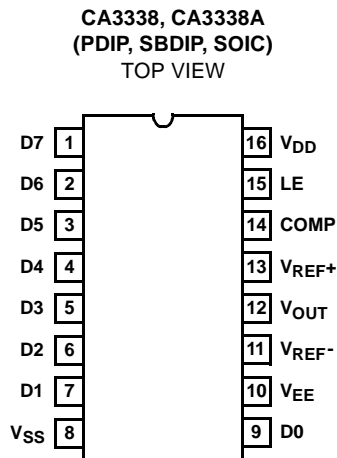 CA3338, CA3338A
(PDIP, SBDIP, SOIC)
TOP VIEW
D7 1 16 VDD
D6 2 15 LE
D5 3 14 COMP
D4 4 13 VREF+
D3 5 12 VOUT
D2 6 11 VREF-
D1 7 10 VEE
VSS 8 9 D0